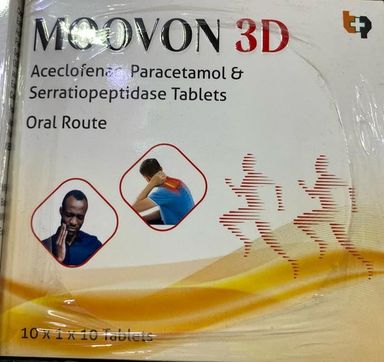 MOOVON 3D
Aceclofenac, Paracetamol &
Serratiopeptidase Tablets
Oral Route
10 x 1 x 10 Tablets